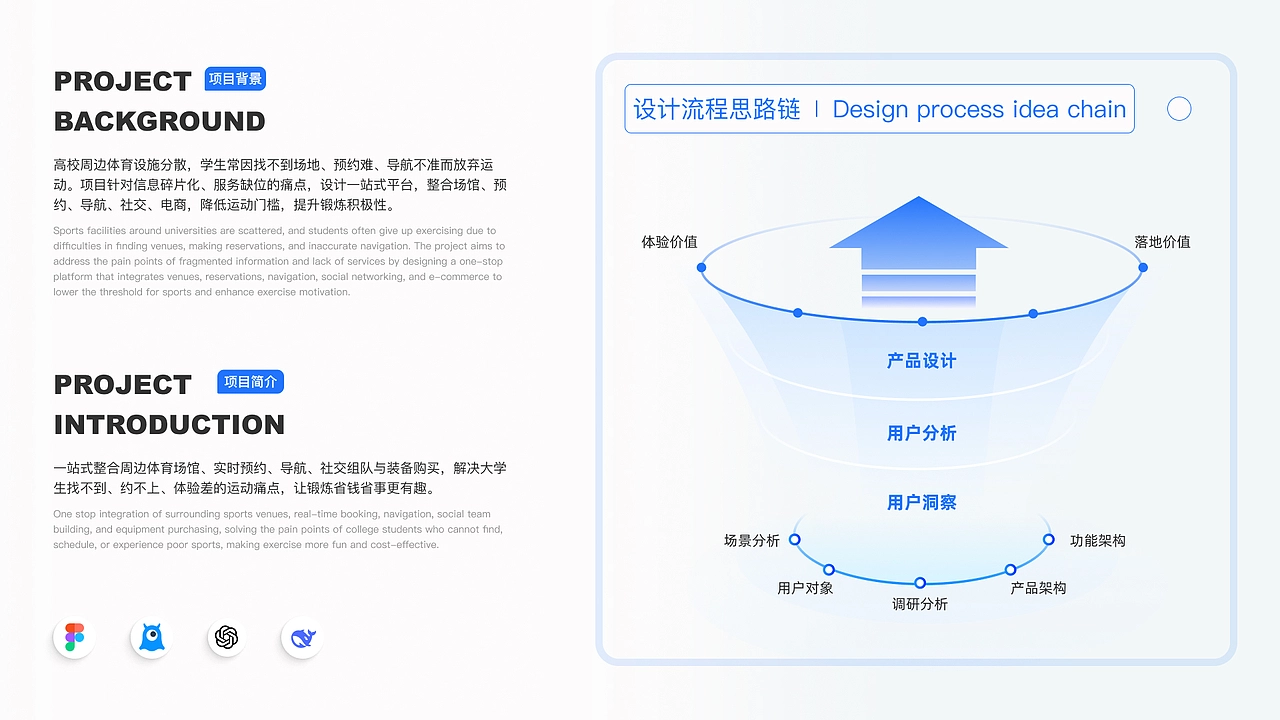 PROJECT 项目背景
BACKGROUND
高校周边体育设施分散，学生常因找不到场地、预约难、导航不准而放弃运
动。项目针对信息碎片化、服务缺位的痛点，设计一站式平台，整合场馆、预
约、导航、社交、电商，降低运动门槛，提升锻炼积极性。
Sports facilities around universities are scattered, and students often give up exercising due to
difficulties in finding venues, making reservations, and inaccurate navigation. The project aims to
address the pain points of fragmented information and lack of services by designing a one-stop
platform that integrates venues, reservations, navigation, social networking, and e-commerce to
lower the threshold for sports and enhance exercise motivation.
PROJECT 项目简介
INTRODUCTION
一站式整合周边体育场馆、实时预约、导航、社交组队与装备购买，解决大学
生找不到、约不上、体验差的运动痛点，让锻炼省钱省事更有趣。
One stop integration of surrounding sports venues, real-time booking, navigation, social team
building, and equipment purchasing, solving the pain points of college students who cannot find,
schedule, or experience poor sports, making exercise more fun and cost-effective.
设计流程思路链 | Design process idea chain
体验价值
落地价值
产品设计
用户分析
用户洞察
场景分析
功能架构
用户对象
产品架构
调研分析